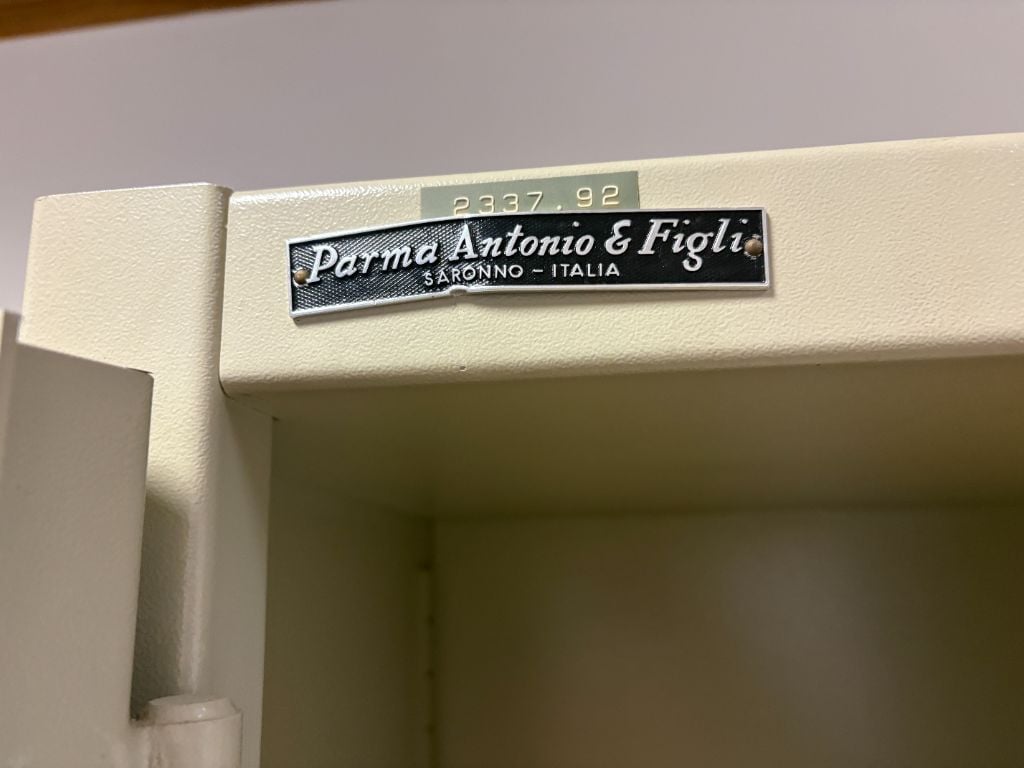 2337.92
Parma Antonio & Figli
SARONNO - ITALIA